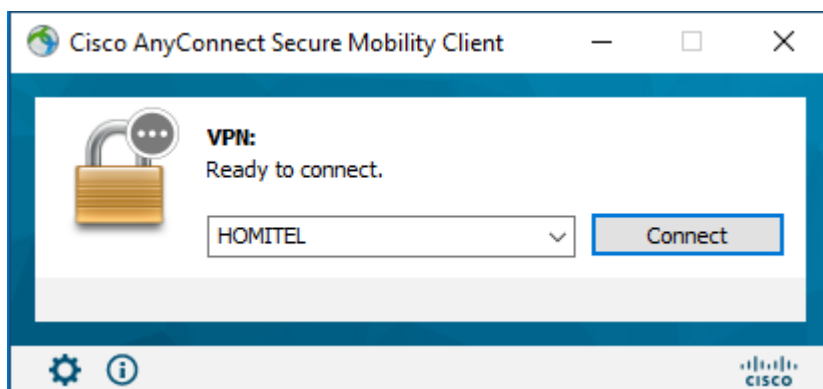 Cisco AnyConnect Secure Mobility Client
VPN:
Ready to connect.
HOMITEL
Connect
CISCO